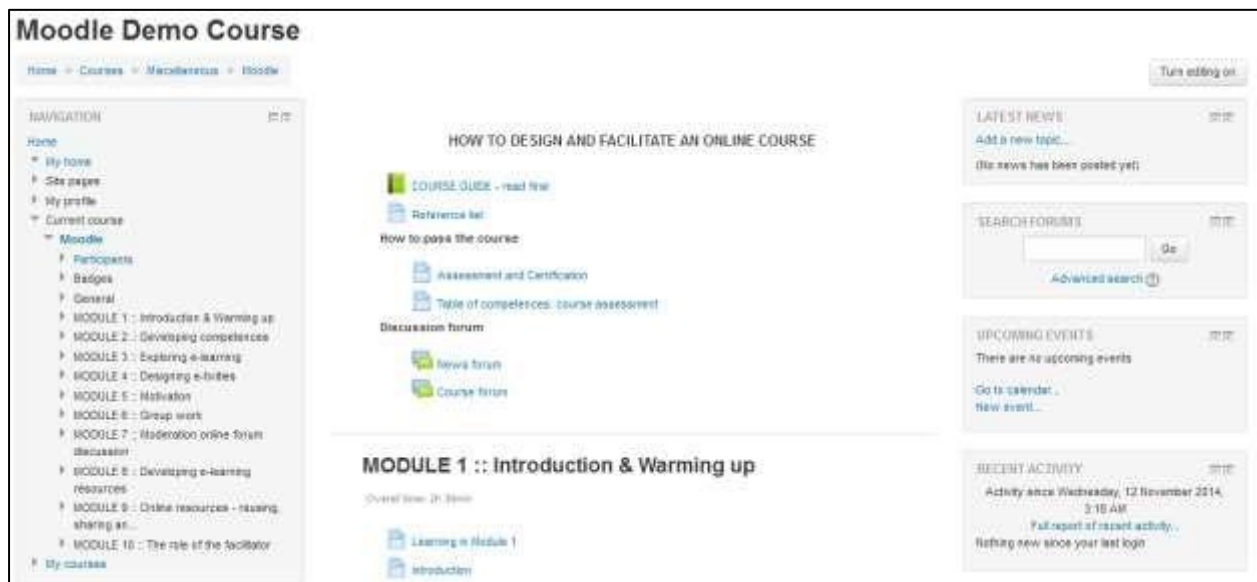 Moodle Demo Course
Home Courses Miscellaneous Moodle
Turn editing on
NAVIGATION
Home
My home
Site pages
My profile
Current course
Moodle
Participants
Badges
General
MODULE 1 :: Introduction & Warming up
MODULE 2 :: Developing competences
MODULE 3 :: Exploring e-learning
MODULE 4 :: Designing e-tivities
MODULE 5 :: Motivation
MODULE 6 :: Group work
MODULE 7 :: Moderation online forum
discussion
MODULE 8 :: Developing e-learning
resources
MODULE 9 :: Online resources - reusing,
sharing an...
MODULE 10 :: The role of the facilitator
My courses
HOW TO DESIGN AND FACILITATE AN ONLINE COURSE
COURSE GUIDE - read first
Reference list
How to pass the course
Assessment and Certification
Table of competences: course assessment
Discussion forum
News forum
Course forum
MODULE 1 :: Introduction & Warming up
Overall time: 2h
Learning in Module 1
Introduction
LATEST NEWS
Add a new topic...
(No news has been posted yet)
SEARCH FORUMS
Go
Advanced search
UPCOMING EVENTS
There are no upcoming events
Go to calendar...
New event...
RECENT ACTIVITY
Activity since Wednesday, 12 November 2014,
3:18 AM
Full report of recent activity...
Nothing new since your last login